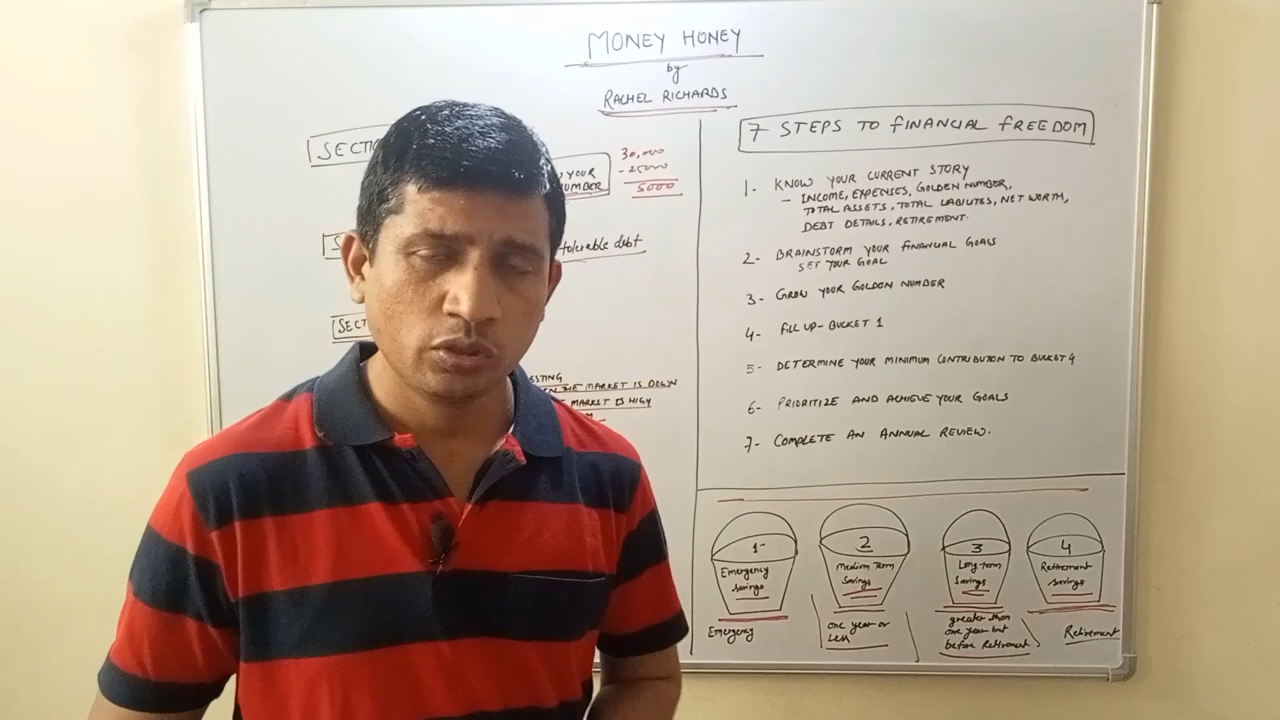 MONEY HONEY
by
RACHEL RICHARDS
SECTI
YOUR
NUMBER
30,000
- 25000
5000
S
tolerable debt
SECT
ESTING
EN THE MARKET IS DOWN
E MARKET IS HIGY
7 STEPS TO FINANCIAL FREEDOM
1- KNOW YOUR CURRENT STORY
- INCOME, EXPENSES, GOLDEN NUMBER,
TOTAL ASSETS, TOTAL LABILITES, NET WORTH,
DEBT DETAILS, RETIREMENT.
2- BRAINSTORM YOUR FINANCIAL GOALS
SET YOUR GOAL
3- GROW YOUR GOLDEN NUMBER
4- FILL UP- BUCKET 1
5- DETERMINE YOUR MINIMUM CONTRIBUTION TO BUCKET 4
6- PRIORITIZE AND ACHIEVE YOUR GOALS
7- COMPLETE AN ANNUAL REVIEW.
1-
Emergency
Savings
Emergency
2
Medium Term
Savings
one year or
Less
3
Long-term
Savings
greater than
one year but
before Retirement
4
Retirement
savings
Retirement